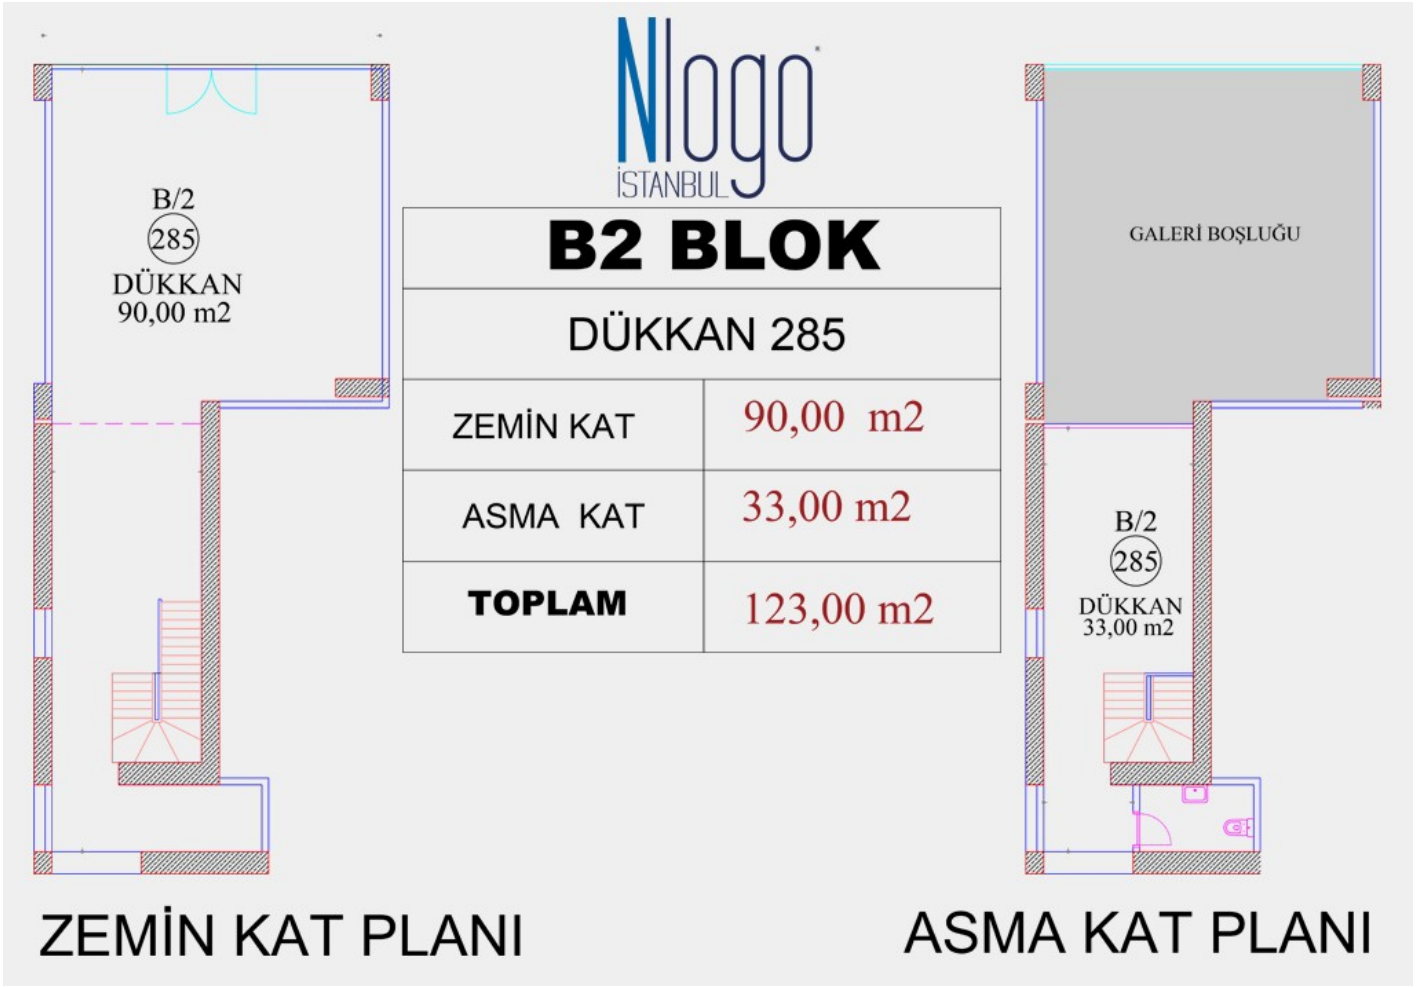 Nlogo
İSTANBUL
B2 BLOK
DÜKKAN 285
ZEMİN KAT 90,00 m2
ASMA KAT 33,00 m2
TOPLAM 123,00 m2
B/2
285
DÜKKAN
90,00 m2
ZEMİN KAT PLANI
GALERİ BOŞLUĞU
B/2
285
DÜKKAN
33,00 m2
ASMA KAT PLANI